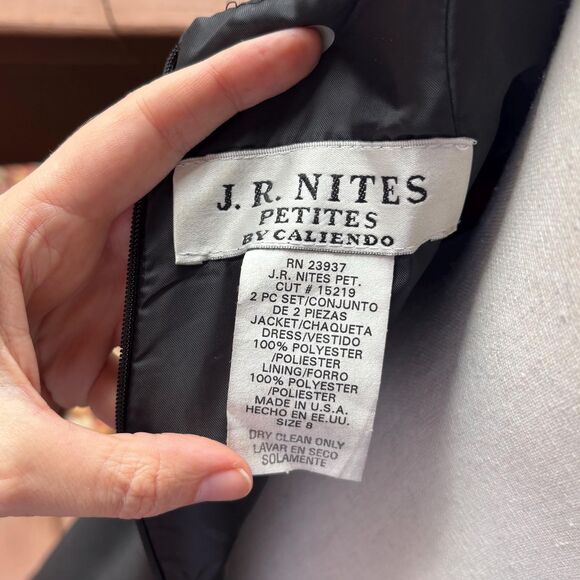 J. R. NITES
PETITES
BY CALIENDO
RN 23937
J.R. NITES PET.
CUT # 15219
2 PC SET/CONJUNTO
DE 2 PIEZAS
JACKET/CHAQUETA
DRESS/VESTIDO
100% POLYESTER
/POLIESTER
LINING/FORRO
100% POLYESTER
/POLIESTER
MADE IN U.S.A.
HECHO EN EE.UU.
SIZE 8
DRY CLEAN ONLY
LAVAR EN SECO
SOLAMENTE